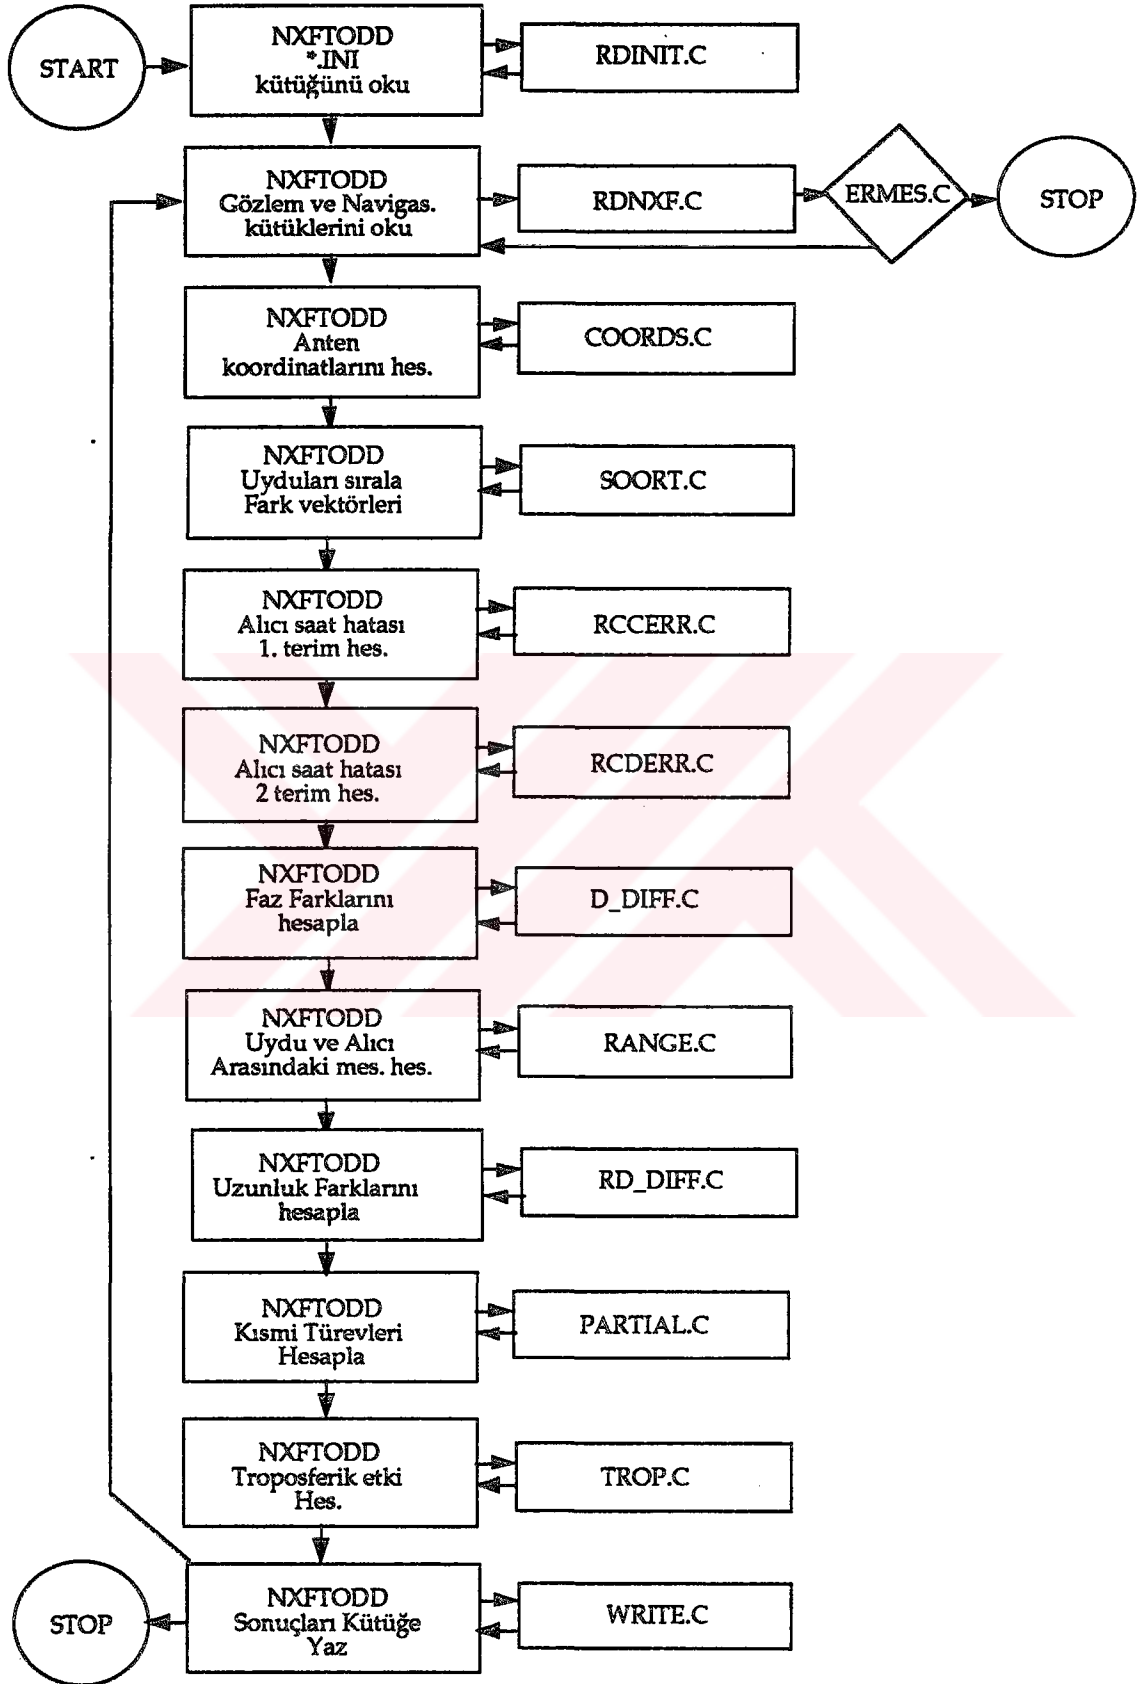 START
NXFTODD
*.INI
kütüğünü oku
RDINIT.C
NXFTODD
Gözlem ve Navigas.
kütüklerini oku
RDNXF.C
ERMES.C
STOP
NXFTODD
Anten
koordinatlarını hes.
COORDS.C
NXFTODD
Uyduları sırala
Fark vektörleri
SOORT.C
NXFTODD
Alıcı saat hatası
1. terim hes.
RCCERR.C
NXFTODD
Alıcı saat hatası
2 terim hes.
RCDERR.C
NXFTODD
Faz Farklarını
hesapla
D_DIFF.C
NXFTODD
Uydu ve Alıcı
Arasındaki mes. hes.
RANGE.C
NXFTODD
Uzunluk Farklarını
hesapla
RD_DIFF.C
NXFTODD
Kısmi Türevleri
Hesapla
PARTIAL.C
NXFTODD
Troposferik etki
Hes.
TROP.C
STOP
NXFTODD
Sonuçları Kütüğe
Yaz
WRITE.C